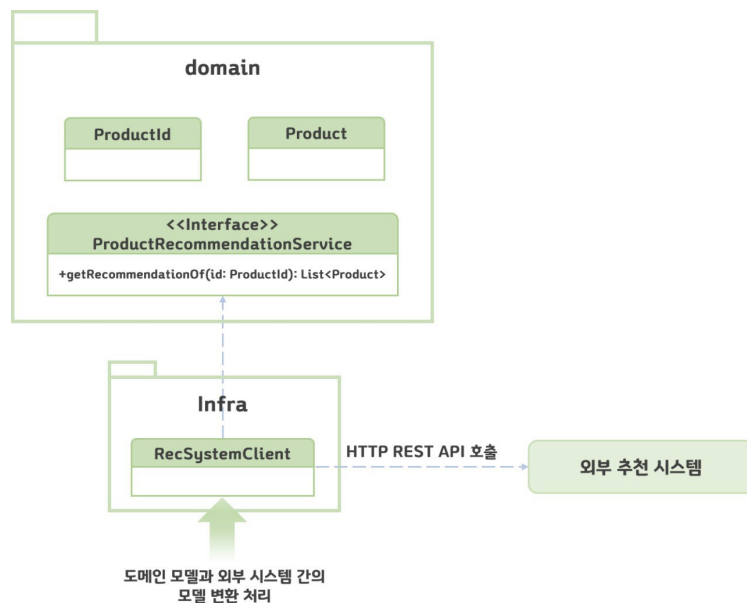 domain
ProductId
Product
<<Interface>>
ProductRecommendationService
+getRecommendationOf(id: ProductId): List<Product>
Infra
RecSystemClient
HTTP REST API 호출
외부 추천 시스템
도메인 모델과 외부 시스템 간의
모델 변환 처리